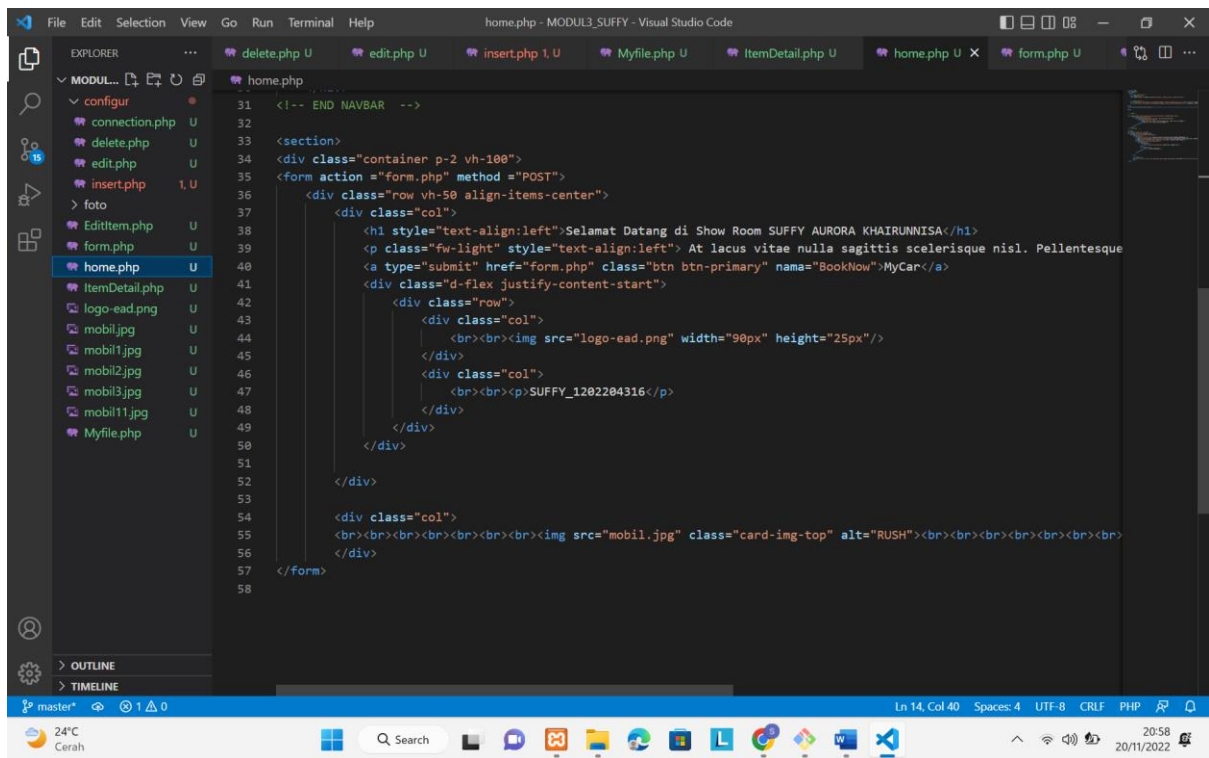 File Edit Selection View Go Run Terminal Help home.php - MODUL3_SUFFY - Visual Studio Code
EXPLORER ... delete.php U edit.php U insert.php 1, U Myfile.php U ItemDetail.php U home.php U form.php U
MODUL...
home.php
configur
connection.php U
delete.php U
edit.php U
insert.php 1, U
foto
EditItem.php U
form.php U
home.php U
ItemDetail.php U
logo-ead.png U
mobil.jpg U
mobil1.jpg U
mobil2.jpg U
mobil3.jpg U
mobil11.jpg U
Myfile.php U
15
31 <!-- END NAVBAR -->
32
33 <section>
34 <div class="container p-2 vh-100">
35 <form action ="form.php" method ="POST">
36 <div class="row vh-50 align-items-center">
37 <div class="col">
38 <h1 style="text-align:left">Selamat Datang di Show Room SUFFY AURORA KHAIRUNNISA</h1>
39 <p class="fw-light" style="text-align:left"> At lacus vitae nulla sagittis scelerisque nisl. Pellentesque
40 <a type="submit" href="form.php" class="btn btn-primary" nama="BookNow">MyCar</a>
41 <div class="d-flex justify-content-start">
42 <div class="row">
43 <div class="col">
44 <br><br><img src="logo-ead.png" width="90px" height="25px"/>
45 </div>
46 <div class="col">
47 <br><br><p>SUFFY_1202204316</p>
48 </div>
49 </div>
50 </div>
51
52 </div>
53
54 <div class="col">
55 <br><br><br><br><br><br><br><img src="mobil.jpg" class="card-img-top" alt="RUSH"><br><br><br><br><br><br><br>
56 </div>
57 </form>
58
OUTLINE
TIMELINE
master* 1 0 Ln 14, Col 40 Spaces: 4 UTF-8 CRLF PHP
24°C
Cerah
Search
20:58
20/11/2022